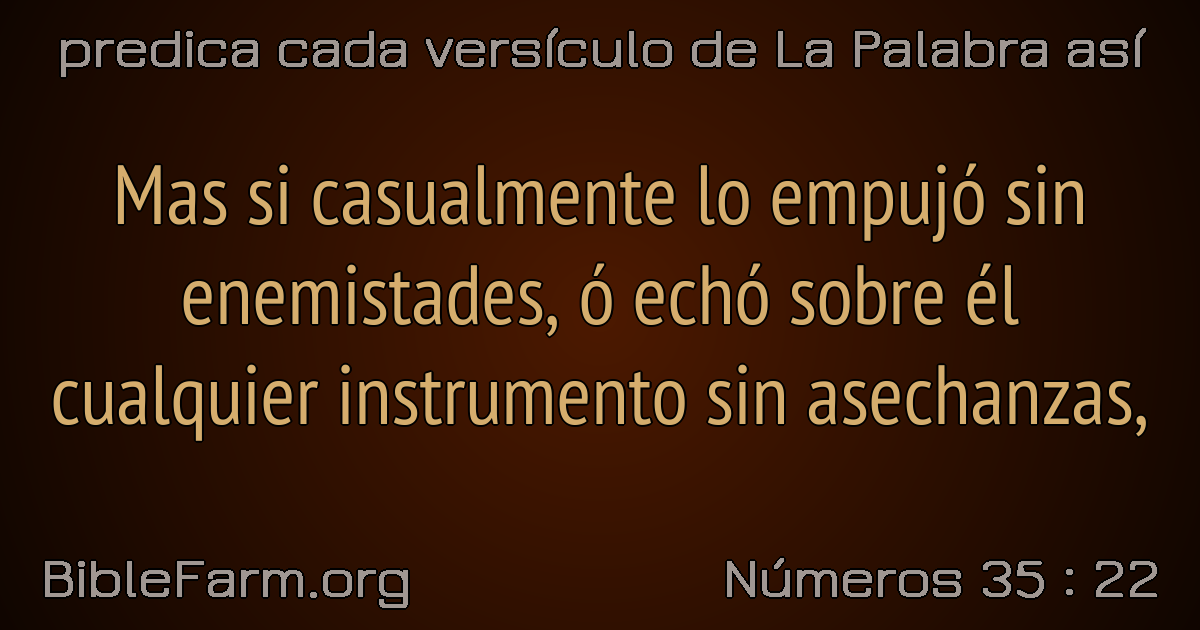 predica cada versículo de La Palabra así
Mas si casualmente lo empujó sin
enemistades, ó echó sobre él
cualquier instrumento sin asechanzas,
BibleFarm.org
Números 35 : 22